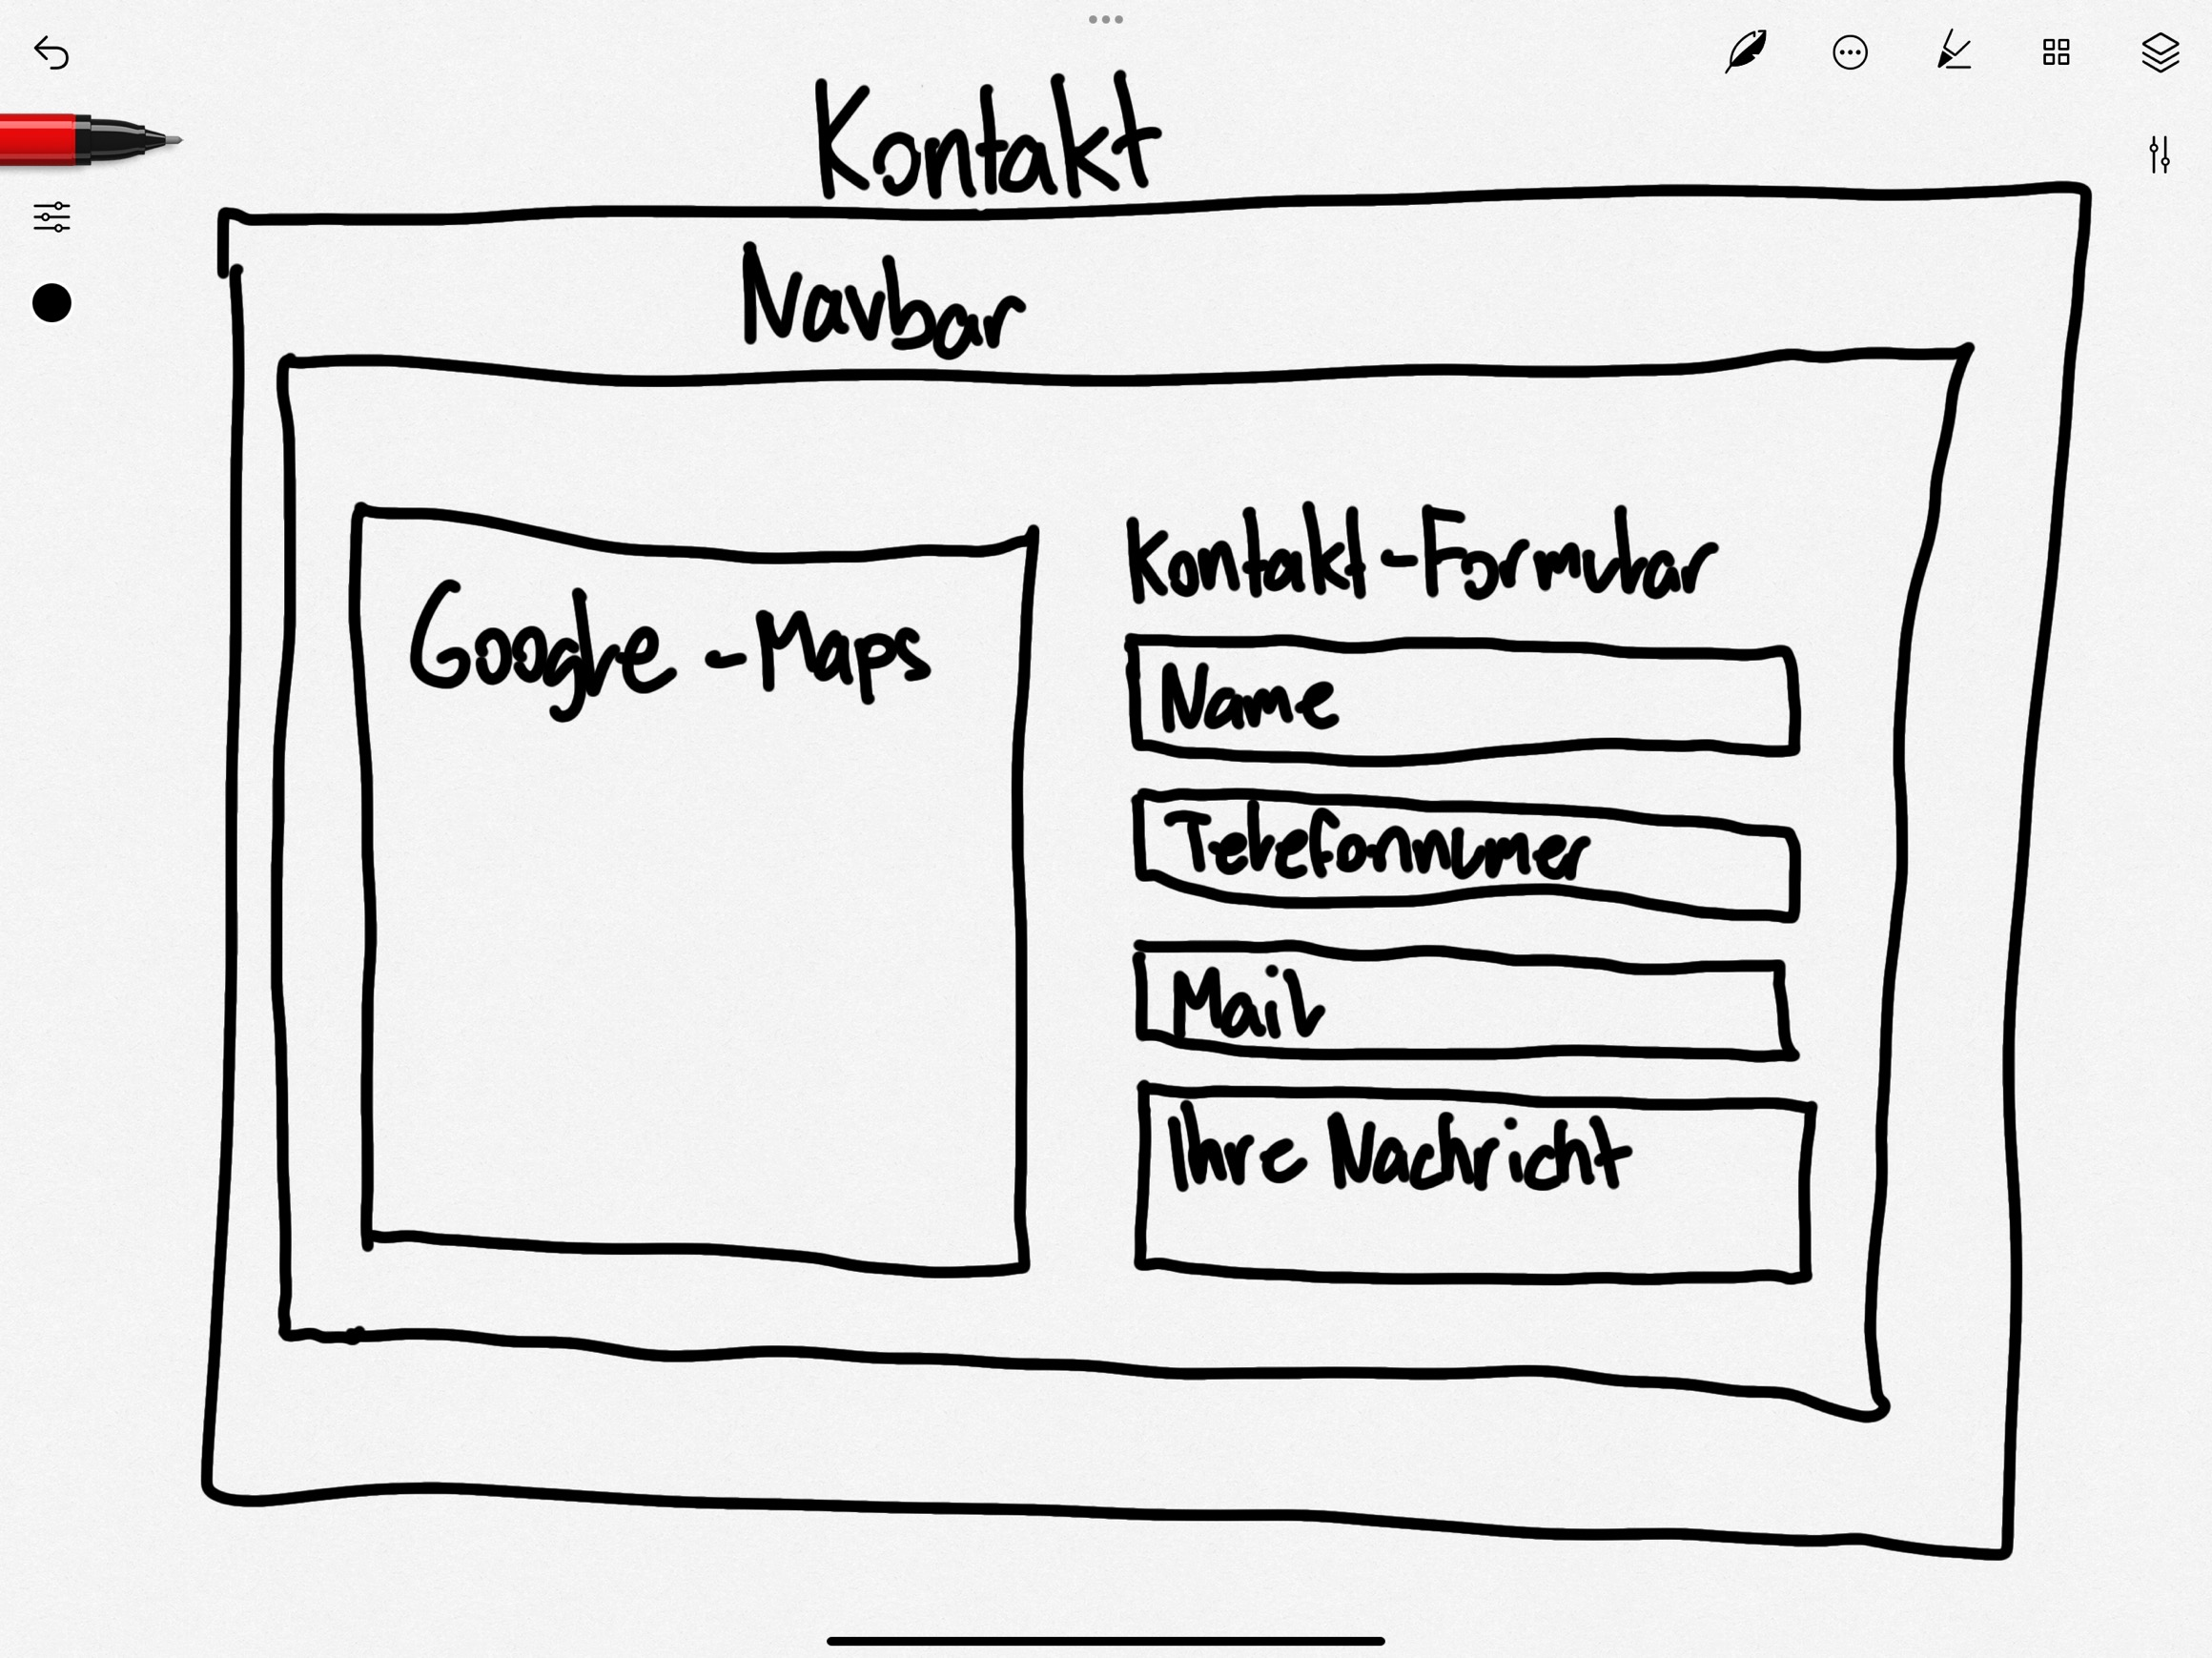 Kontakt
Navbar
Google-Maps
Kontakt-Formular
Name
Telefonnumer
Mail
Ihre Nachricht